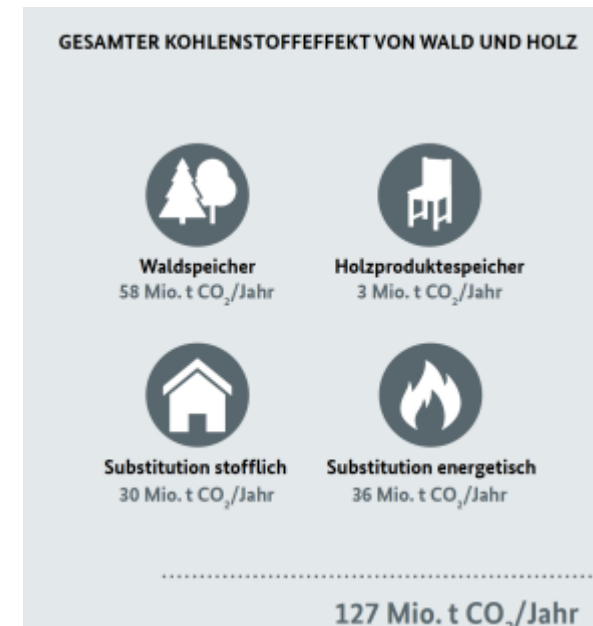 GESAMTER KOHLENSTOFFEFFEKT VON WALD UND HOLZ
Waldspeicher
58 Mio. t CO₂/Jahr
Holzproduktespeicher
3 Mio. t CO₂/Jahr
Substitution stofflich
30 Mio. t CO₂/Jahr
Substitution energetisch
36 Mio. t CO₂/Jahr
127 Mio. t CO₂/Jahr